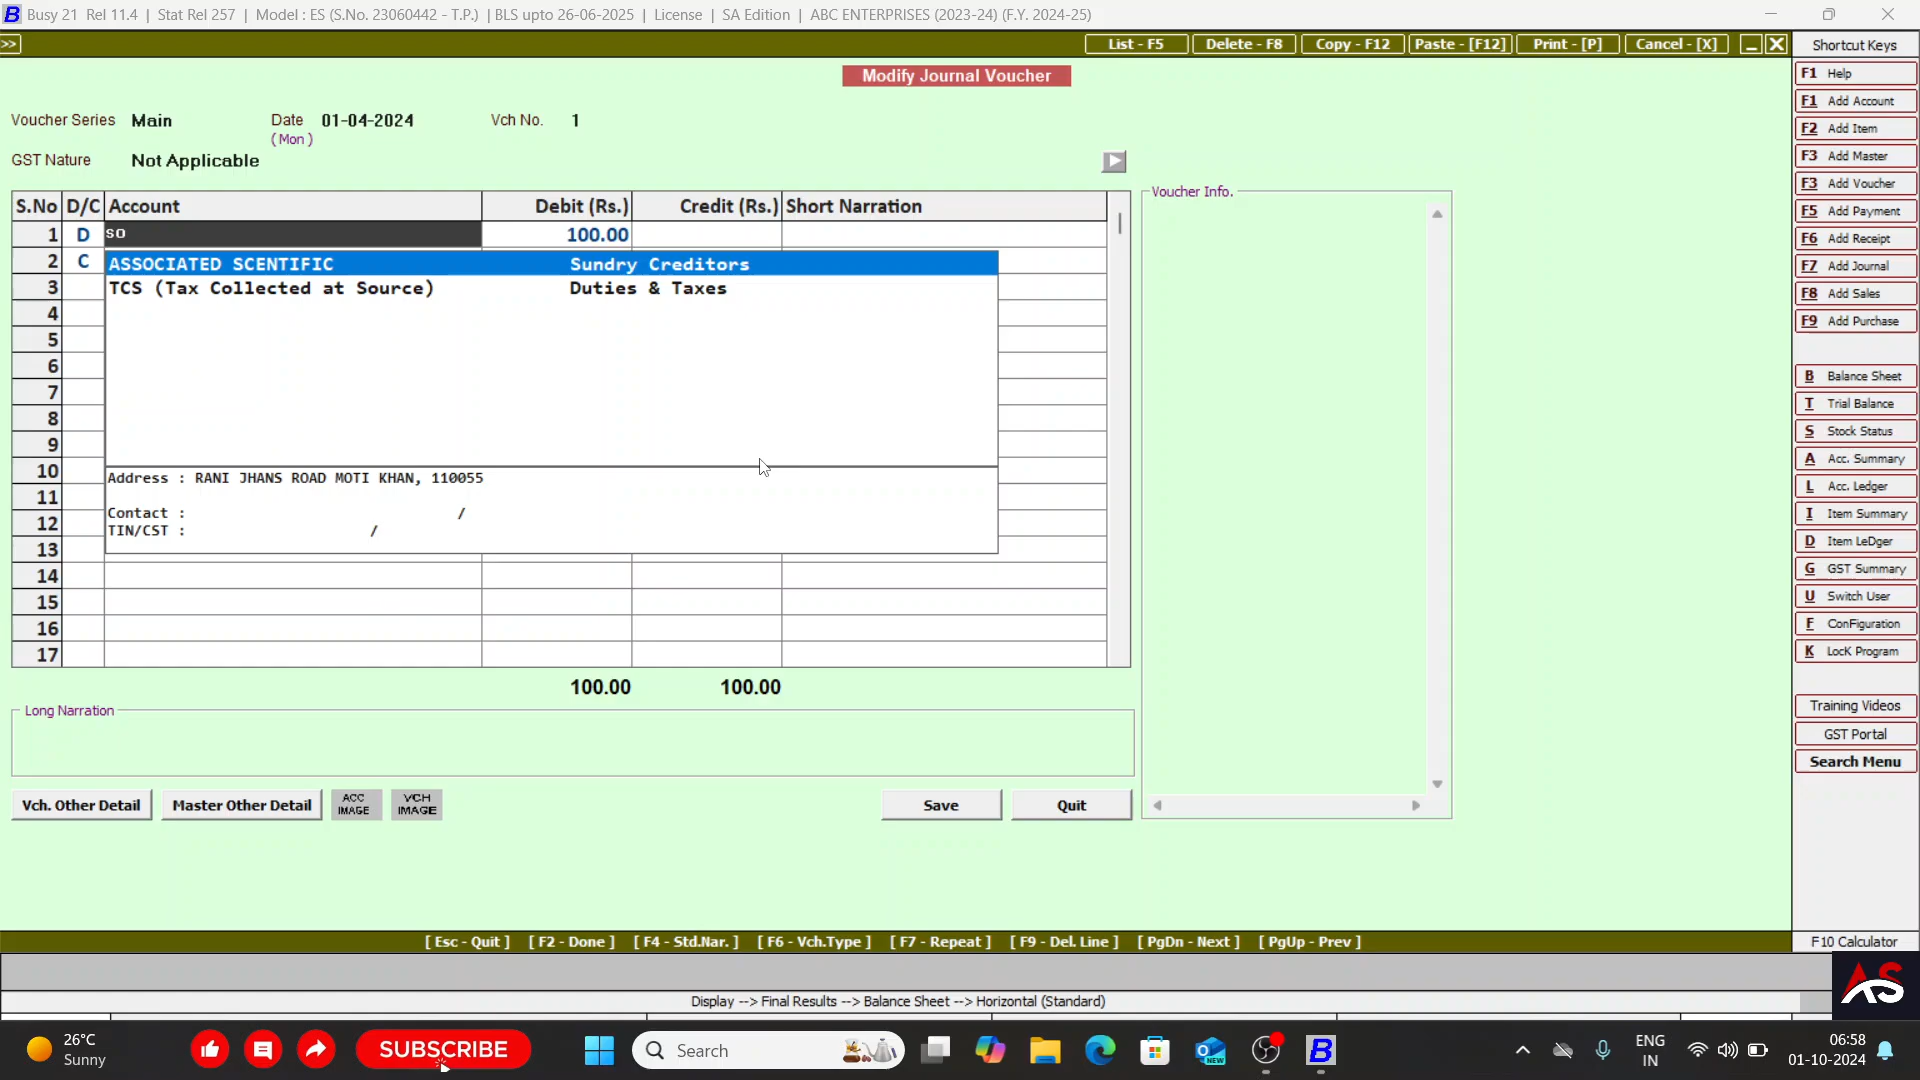 Busy 21 Rel 11.4 | Stat Rel 257 | Model : ES (S.No. 23060442 - T.P.) | BLS upto 26-06-2025 | License | SA Edition | ABC ENTERPRISES (2023-24) (F.Y. 2024-25)
>> List - F5 Delete - F8 Copy - F12 Paste - [F12] Print - [P] Cancel - [X] Shortcut Keys
Modify Journal Voucher
Voucher Series Main Date 01-04-2024 Vch No. 1
( Mon )
GST Nature Not Applicable
S.No D/C Account Debit (Rs.) Credit (Rs.) Short Narration
1 D so 100.00
2 C ASSOCIATED SCENTIFIC Sundry Creditors
3 TCS (Tax Collected at Source) Duties & Taxes
4
5
6
7
8
9
10 Address : RANI JHANS ROAD MOTI KHAN, 110055
11
Contact : /
12 TIN/CST : /
13
14
15
16
17
100.00 100.00
Long Narration
Vch. Other Detail Master Other Detail ACC IMAGE VCH IMAGE Save Quit
Voucher Info.
F1 Help
F1 Add Account
F2 Add Item
F3 Add Master
F3 Add Voucher
F5 Add Payment
F6 Add Receipt
F7 Add Journal
F8 Add Sales
F9 Add Purchase
B Balance Sheet
T Trial Balance
S Stock Status
A Acc. Summary
L Acc. Ledger
I Item Summary
D Item LeDger
G GST Summary
U Switch User
F ConFiguration
K LocK Program
Training Videos
GST Portal
Search Menu
[ Esc - Quit ] [ F2 - Done ] [ F4 - Std.Nar. ] [ F6 - Vch.Type ] [ F7 - Repeat ] [ F9 - Del. Line ] [ PgDn - Next ] [ PgUp - Prev ] F10 Calculator
AS
Display --> Final Results --> Balance Sheet --> Horizontal (Standard)
26°C
Sunny
SUBSCRIBE
Search
NEW
B
ENG
IN
06:58
01-10-2024